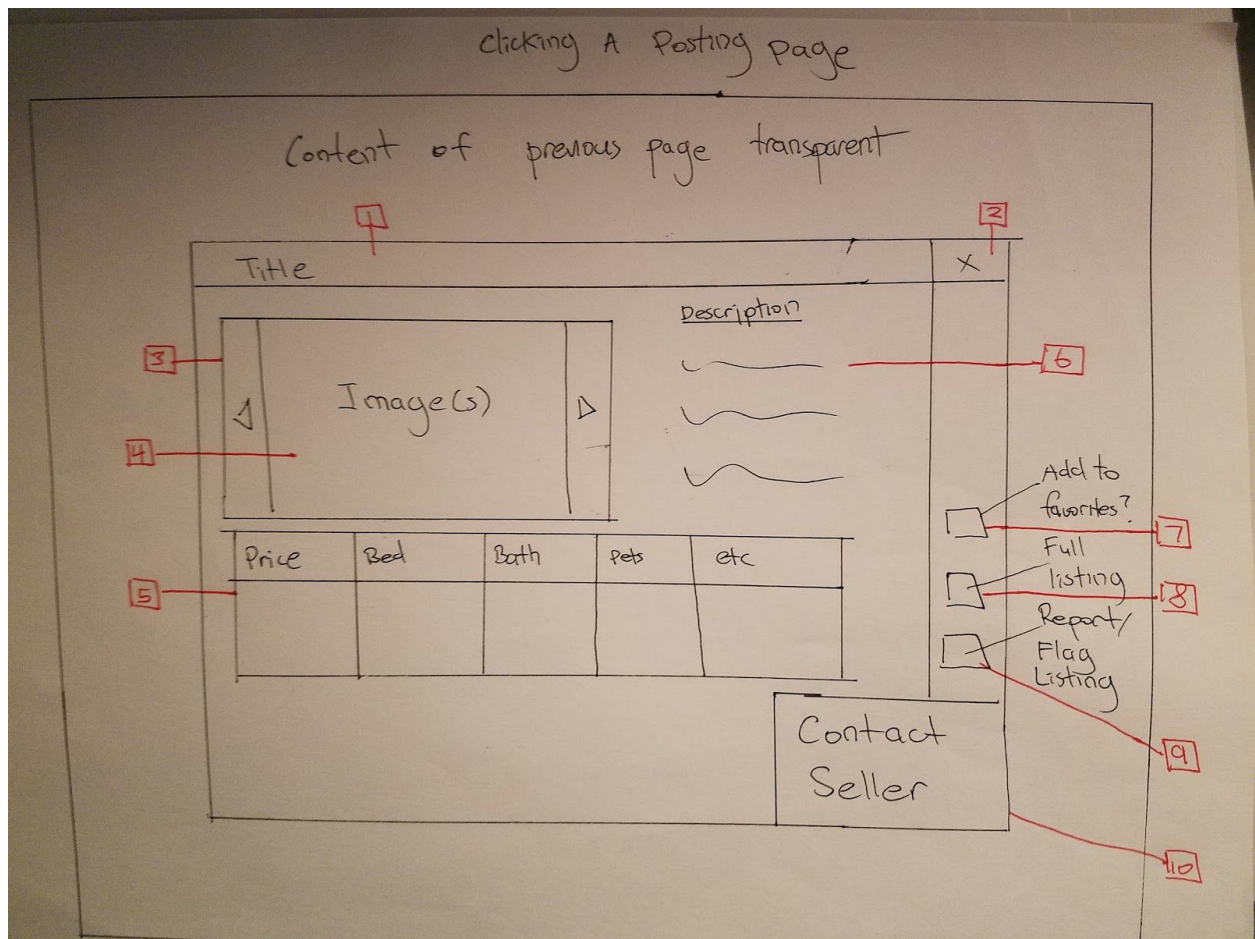 Clicking A Posting page
Content of previous page transparent
1
2
Title
X
Description
3
6
Image(s)
4
Add to
favorites?
7
Full
listing
8
Price Bed Bath Pets etc
5
Report/
Flag
Listing
9
Contact
Seller
10